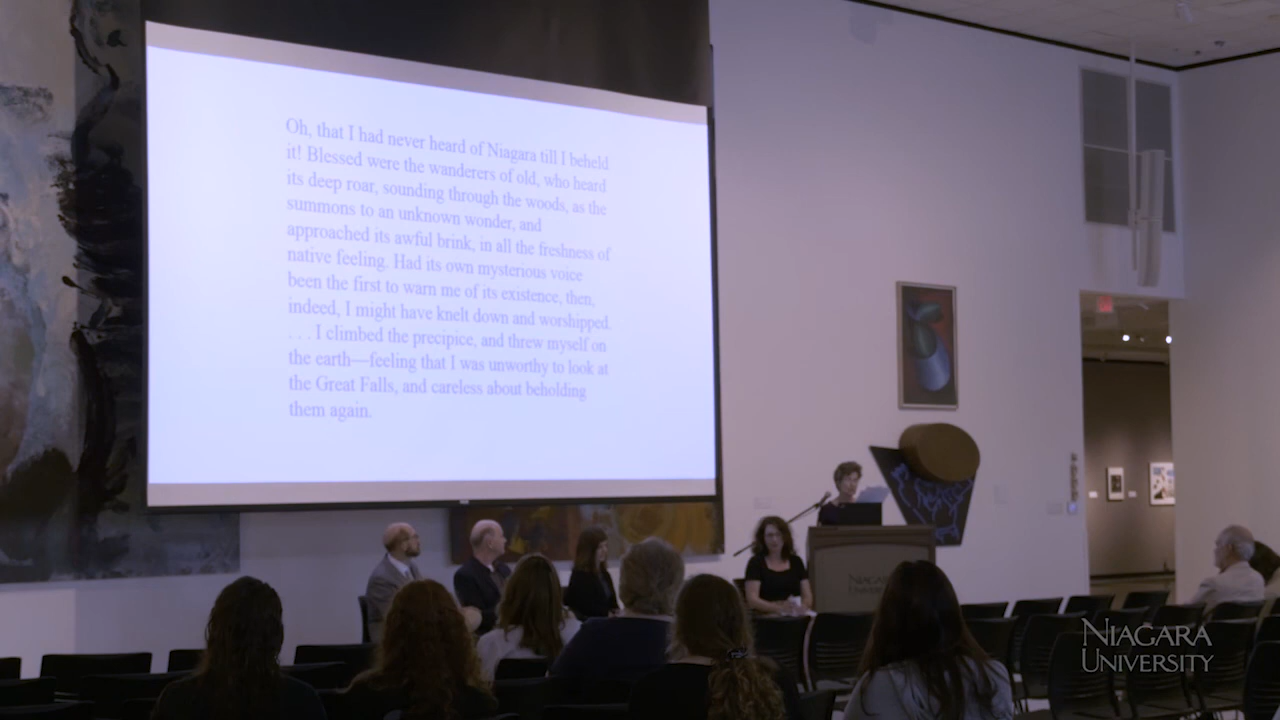 Oh, that I had never heard of Niagara till I beheld
it! Blessed were the wanderers of old, who heard
its deep roar, sounding through the woods, as the
summons to an unknown wonder, and
approached its awful brink, in all the freshness of
native feeling. Had its own mysterious voice
been the first to warn me of its existence, then,
indeed, I might have knelt down and worshipped.
. . . I climbed the precipice, and threw myself on
the earth—feeling that I was unworthy to look at
the Great Falls, and careless about beholding
them again.
NIAGARA
UNIVERSITY
NIAGARA
UNIVERSITY